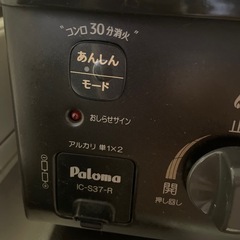 コンロ30分消火
あんしん
モード
おしらせサイン
アルカリ 単1×2
Paloma
IC-S37-R
止
開
押し回し